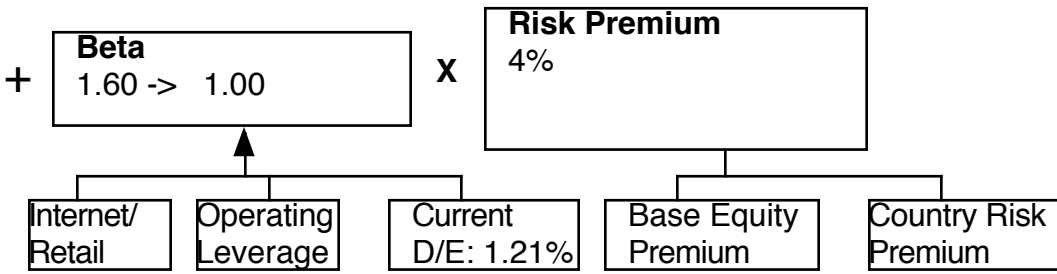 +
Beta
1.60 -> 1.00
X
Risk Premium
4%
Internet/
Retail
Operating
Leverage
Current
D/E: 1.21%
Base Equity
Premium
Country Risk
Premium